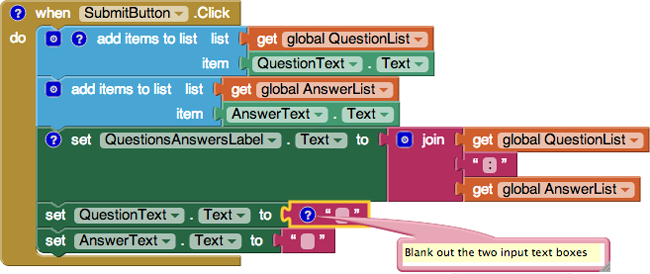 ? when SubmitButton .Click
do ? add items to list list get global QuestionList
item QuestionText . Text
add items to list list get global AnswerList
item AnswerText . Text
? set QuestionsAnswersLabel . Text to join get global QuestionList
“ : ”
get global AnswerList
set QuestionText . Text to ? “ ”
set AnswerText . Text to “ ”
Blank out the two input text boxes